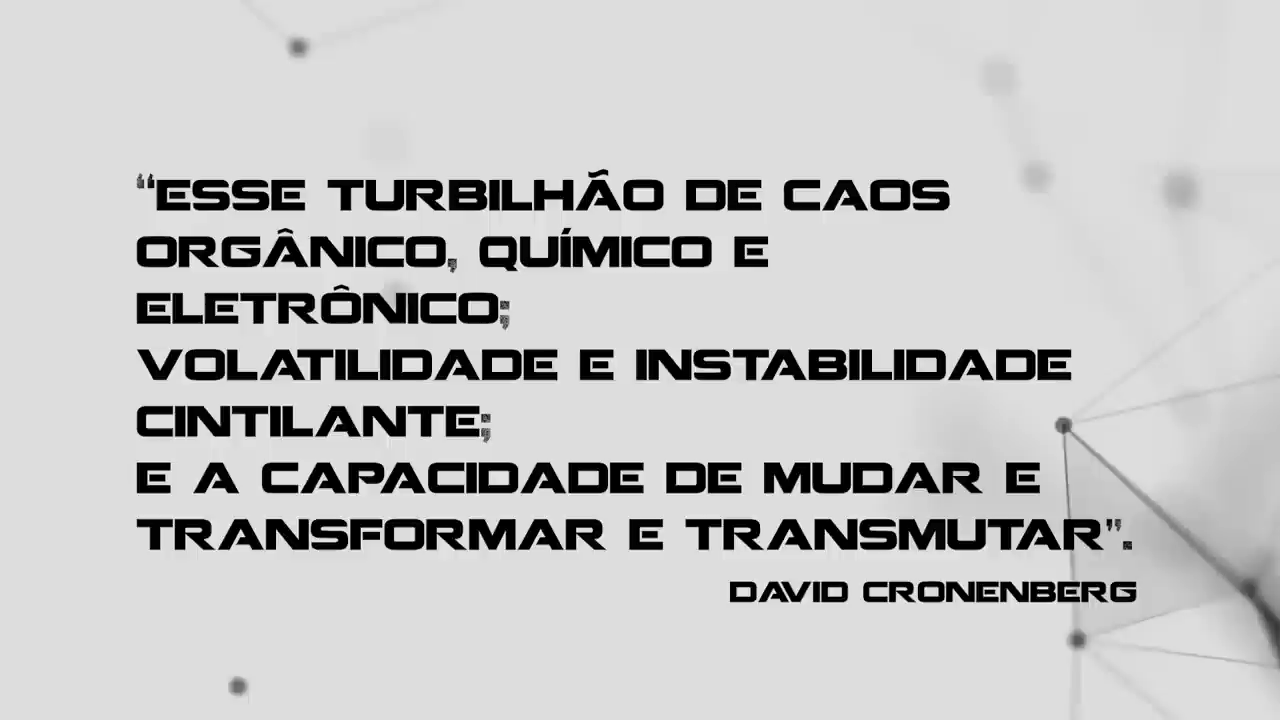 “ESSE TURBILHÃO DE CAOS
ORGÂNICO, QUÍMICO E
ELETRÔNICO;
VOLATILIDADE E INSTABILIDADE
CINTILANTE;
E A CAPACIDADE DE MUDAR E
TRANSFORMAR E TRANSMUTAR”.
DAVID CRONENBERG